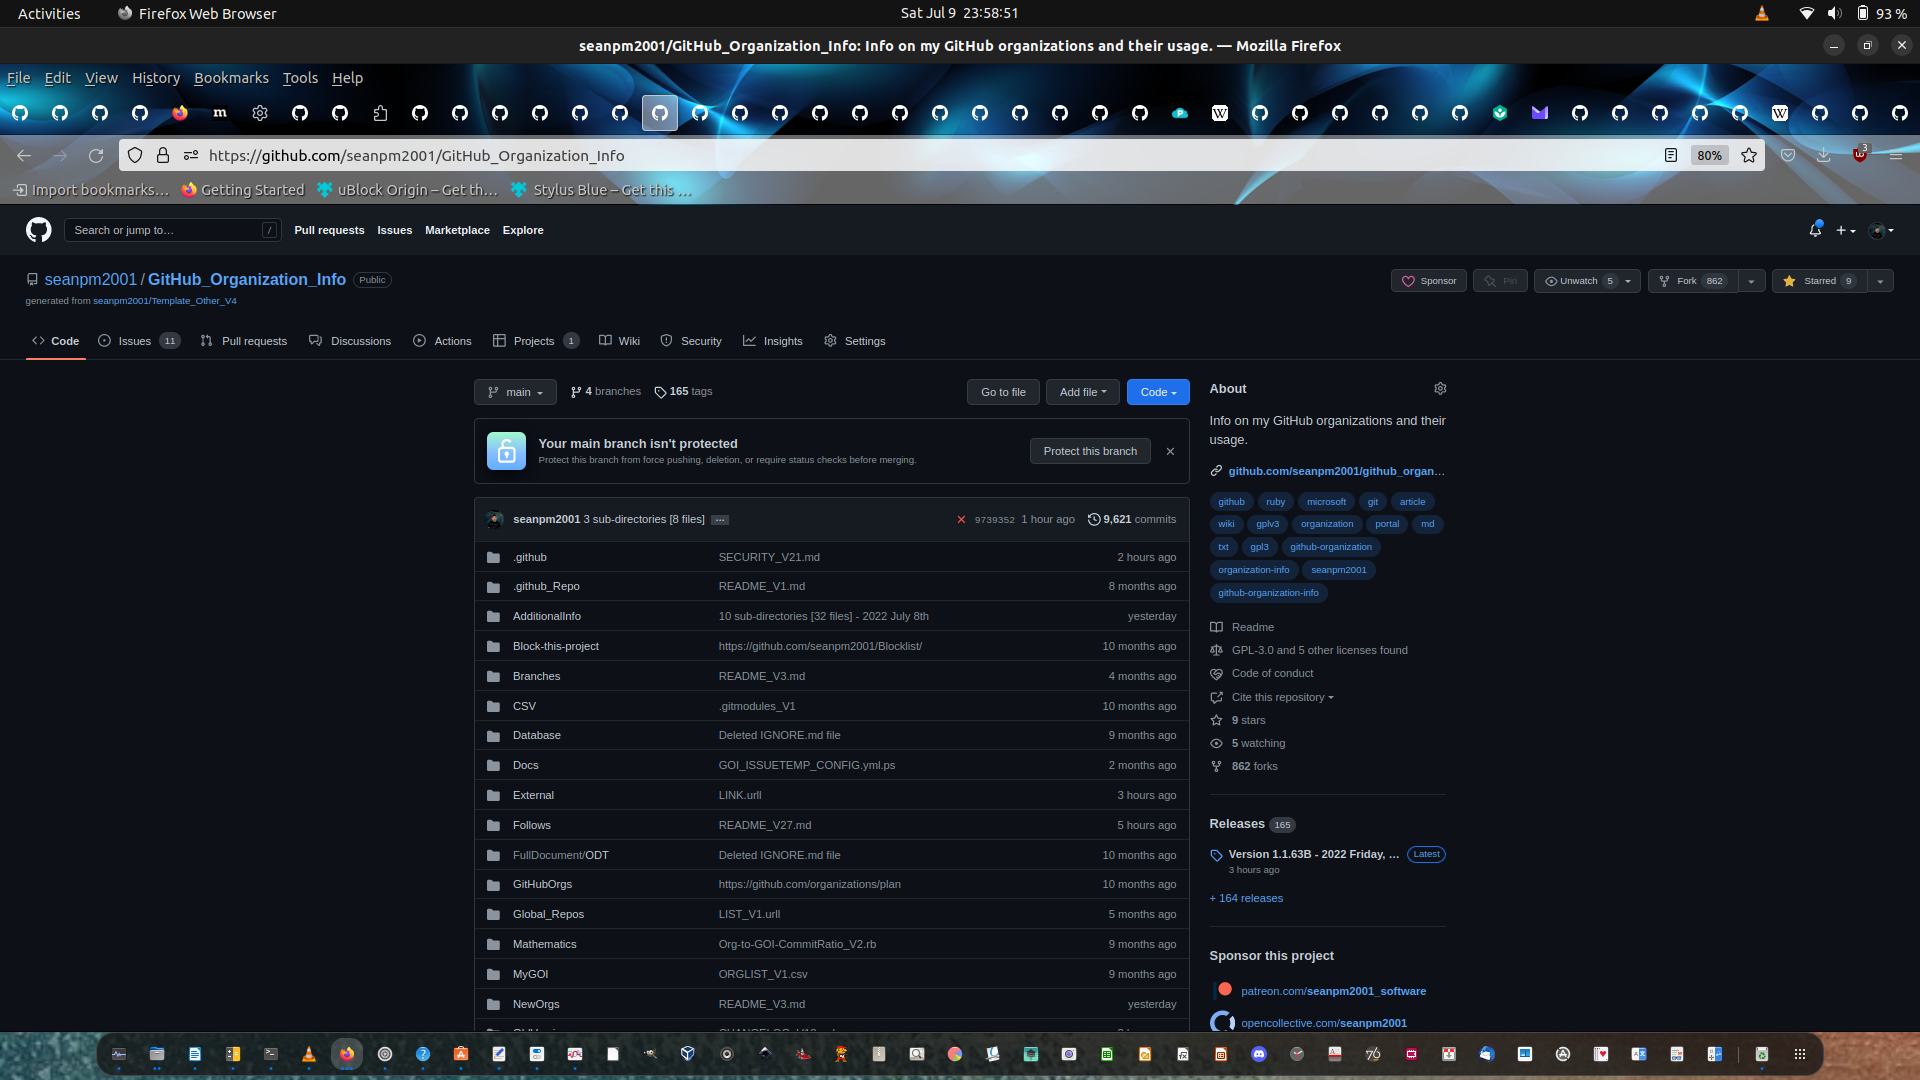 Activities
Firefox Web Browser
Sat Jul 9 23:58:51
93 %
seanpm2001/GitHub_Organization_Info: Info on my GitHub organizations and their usage. — Mozilla Firefox
File Edit View History Bookmarks Tools Help
https://github.com/seanpm2001/GitHub_Organization_Info
80%
3
Import bookmarks…
Getting Started
uBlock Origin – Get th…
Stylus Blue – Get this …
Search or jump to…
/
Pull requests
Issues
Marketplace
Explore
seanpm2001 / GitHub_Organization_Info
Public
generated from seanpm2001/Template_Other_V4
Sponsor
Pin
Unwatch 5
Fork 862
Starred 9
Code
Issues 11
Pull requests
Discussions
Actions
Projects 1
Wiki
Security
Insights
Settings
main
4 branches
165 tags
Go to file
Add file
Code
Your main branch isn't protected
Protect this branch from force pushing, deletion, or require status checks before merging.
Protect this branch
seanpm2001 3 sub-directories [8 files] …
9739352 1 hour ago
9,621 commits
.github SECURITY_V21.md 2 hours ago
.github_Repo README_V1.md 8 months ago
AdditionalInfo 10 sub-directories [32 files] - 2022 July 8th yesterday
Block-this-project https://github.com/seanpm2001/Blocklist/ 10 months ago
Branches README_V3.md 4 months ago
CSV .gitmodules_V1 10 months ago
Database Deleted IGNORE.md file 9 months ago
Docs GOI_ISSUETEMP_CONFIG.yml.ps 2 months ago
External LINK.urll 3 hours ago
Follows README_V27.md 5 hours ago
FullDocument/ODT Deleted IGNORE.md file 10 months ago
GitHubOrgs https://github.com/organizations/plan 10 months ago
Global_Repos LIST_V1.urll 5 months ago
Mathematics Org-to-GOI-CommitRatio_V2.rb 9 months ago
MyGOI ORGLIST_V1.csv 9 months ago
NewOrgs README_V3.md yesterday
About
Info on my GitHub organizations and their
usage.
github.com/seanpm2001/github_organ…
github ruby microsoft git article
wiki gplv3 organization portal md
txt gpl3 github-organization
organization-info seanpm2001
github-organization-info
Readme
GPL-3.0 and 5 other licenses found
Code of conduct
Cite this repository
9 stars
5 watching
862 forks
Releases 165
Version 1.1.63B - 2022 Friday, …
Latest
3 hours ago
+ 164 releases
Sponsor this project
patreon.com/seanpm2001_software
opencollective.com/seanpm2001